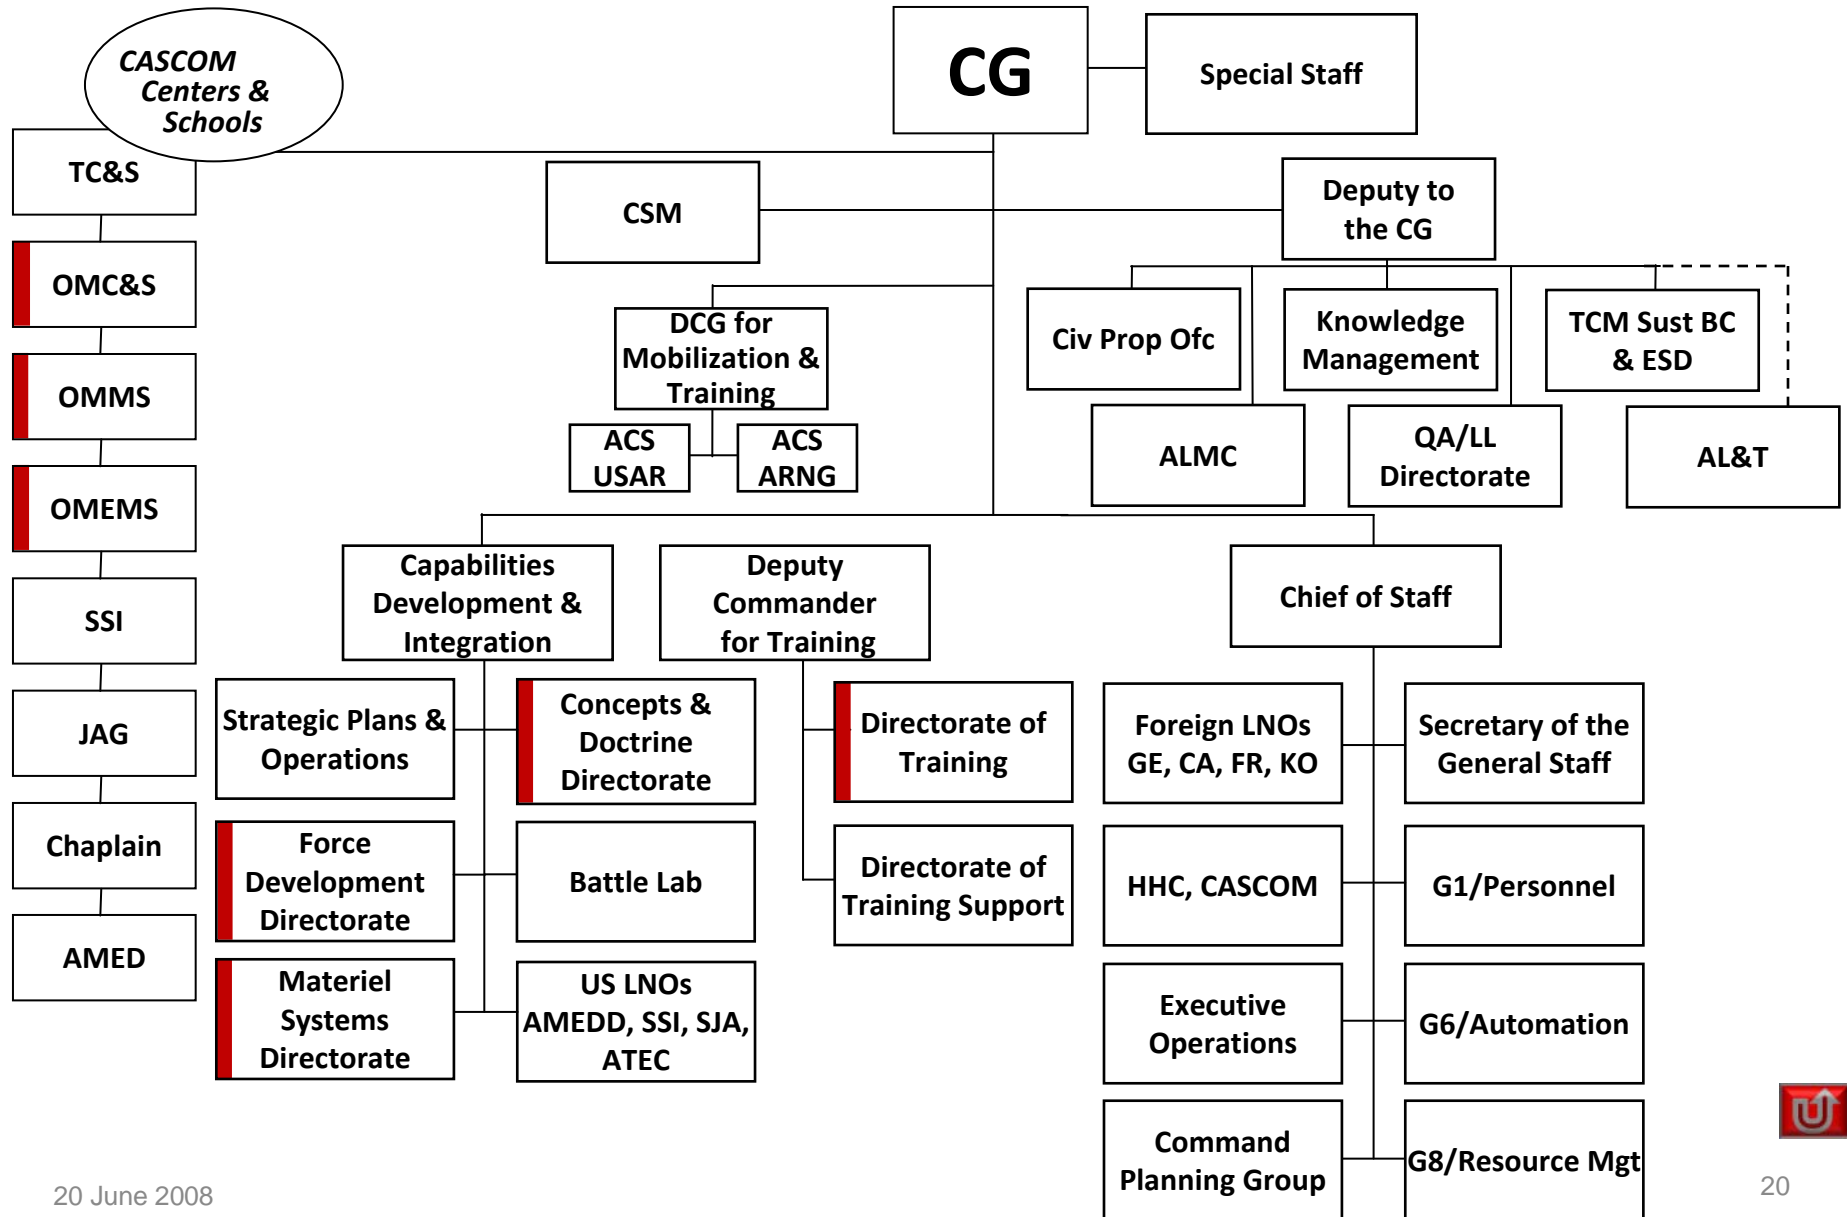 CASCOM
Centers &
Schools
CG
Special Staff
TC&S
OMC&S
OMMS
OMEMS
SSI
JAG
Chaplain
AMED
CSM
Deputy to
the CG
DCG for
Mobilization &
Training
ACS
USAR
ACS
ARNG
Civ Prop Ofc
Knowledge
Management
TCM Sust BC
& ESD
ALMC
QA/LL
Directorate
AL&T
Capabilities
Development &
Integration
Deputy
Commander
for Training
Chief of Staff
Strategic Plans &
Operations
Concepts &
Doctrine
Directorate
Force
Development
Directorate
Battle Lab
Materiel
Systems
Directorate
US LNOs
AMEDD, SSI, SJA,
ATEC
Directorate of
Training
Directorate of
Training Support
Foreign LNOs
GE, CA, FR, KO
Secretary of the
General Staff
HHC, CASCOM
G1/Personnel
Executive
Operations
G6/Automation
Command
Planning Group
G8/Resource Mgt
20 June 2008
20